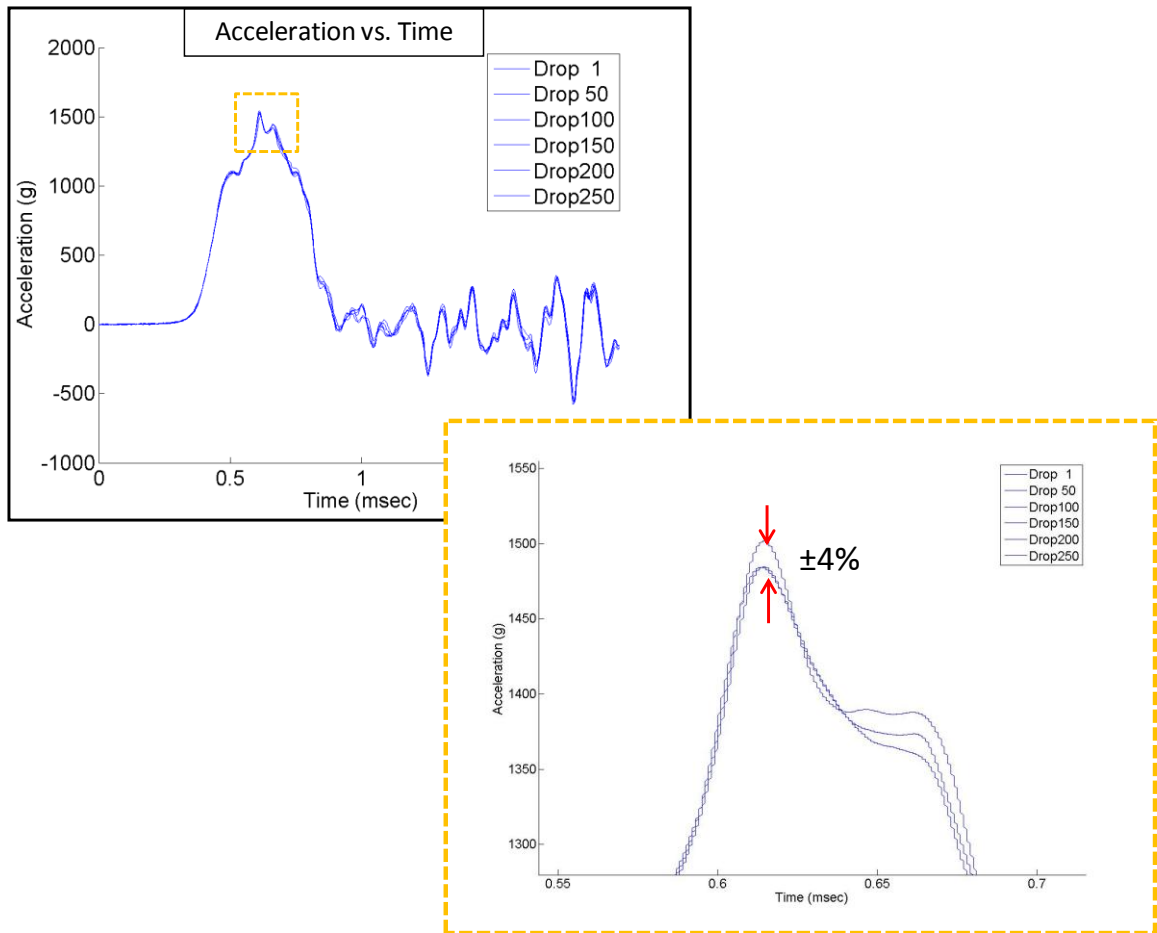 Acceleration vs. Time
2000
1500
1000
500
0
-500
-1000
Acceleration (g)
0
0.5
1
Time (msec)
Drop 1
Drop 50
Drop100
Drop150
Drop200
Drop250
1550
1500
1450
1400
1350
1300
Acceleration (g)
0.55
0.6
0.65
0.7
Time (msec)
±4%
Drop 1
Drop 50
Drop100
Drop150
Drop200
Drop250